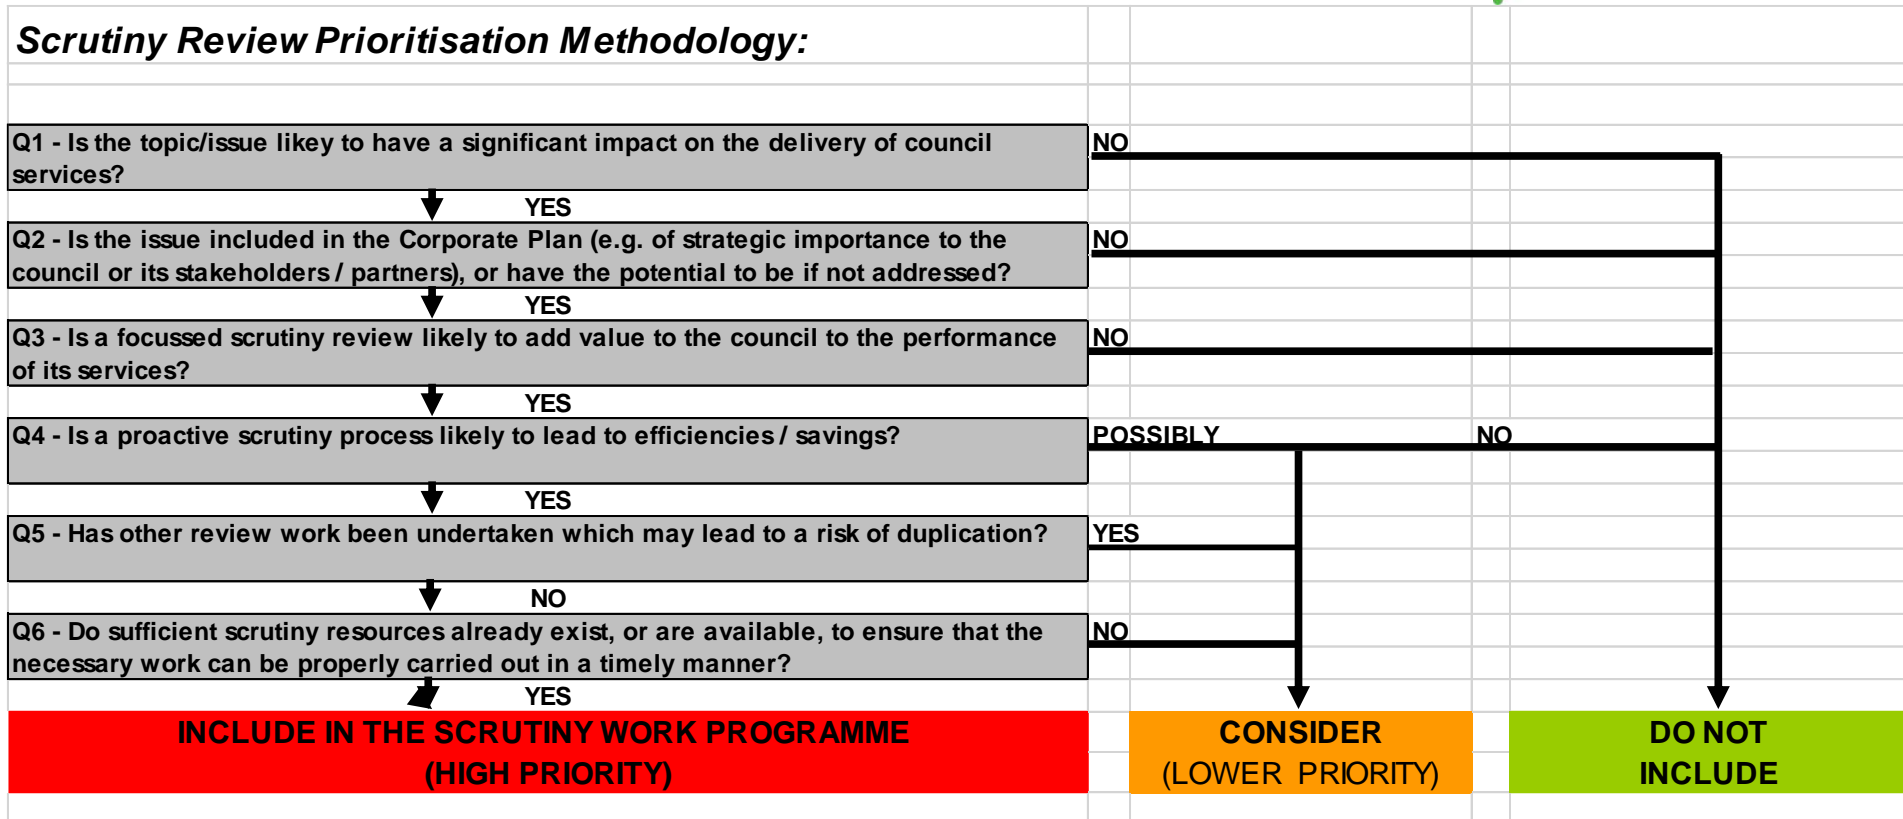 Scrutiny Review Prioritisation Methodology:
Q1 - Is the topic/issue likey to have a significant impact on the delivery of council
services?
NO
YES
Q2 - Is the issue included in the Corporate Plan (e.g. of strategic importance to the
council or its stakeholders / partners), or have the potential to be if not addressed?
NO
YES
Q3 - Is a focussed scrutiny review likely to add value to the council to the performance
of its services?
NO
YES
Q4 - Is a proactive scrutiny process likely to lead to efficiencies / savings?
POSSIBLY
NO
YES
Q5 - Has other review work been undertaken which may lead to a risk of duplication?
YES
NO
Q6 - Do sufficient scrutiny resources already exist, or are available, to ensure that the
necessary work can be properly carried out in a timely manner?
NO
YES
INCLUDE IN THE SCRUTINY WORK PROGRAMME
(HIGH PRIORITY)
CONSIDER
(LOWER PRIORITY)
DO NOT
INCLUDE